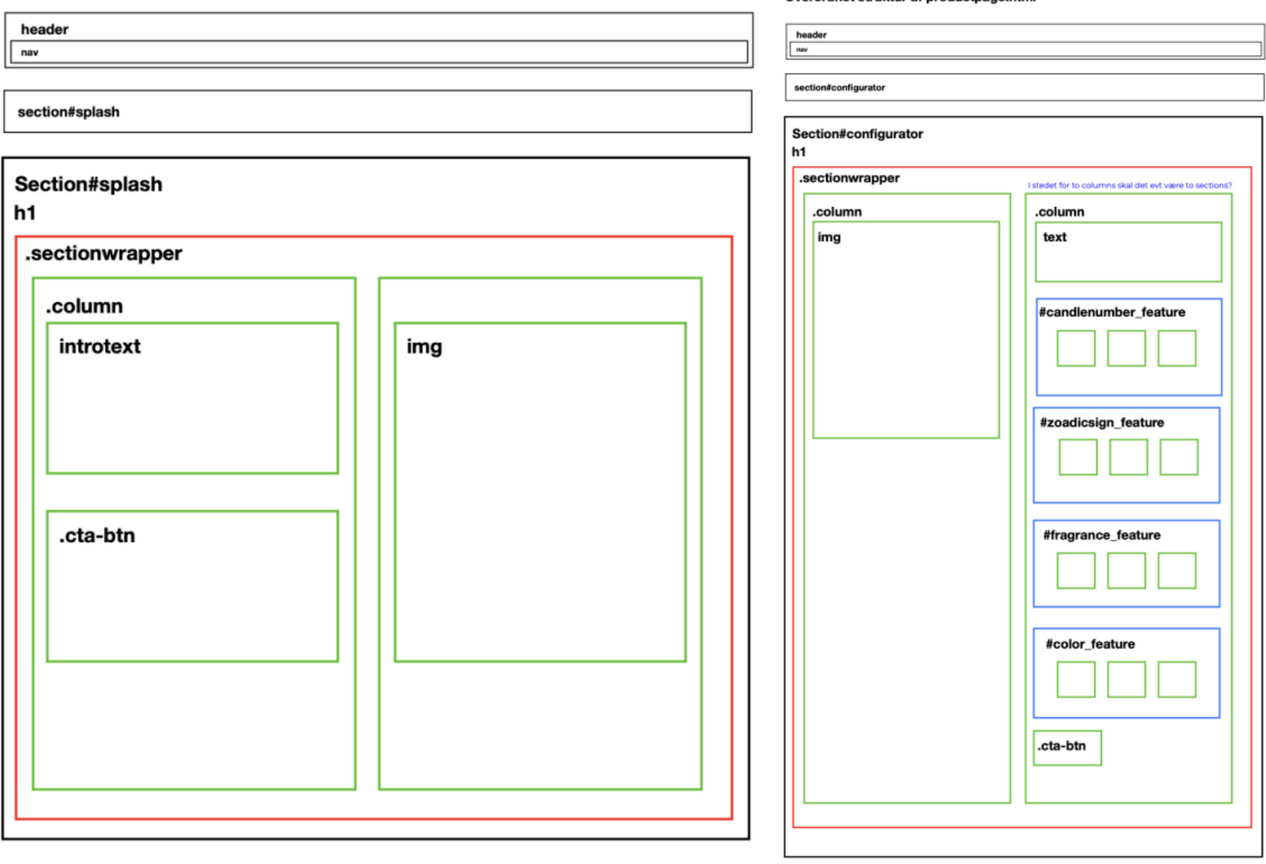 header
nav
section#splash
Section#splash
h1
.sectionwrapper
.column
introtext
.cta-btn
img
header
nav
section#configurator
Section#configurator
h1
.sectionwrapper
I stedet for to columns skal det evt være to sections?
.column
img
.column
text
#candlenumber_feature
#zoadicsign_feature
#fragrance_feature
#color_feature
.cta-btn